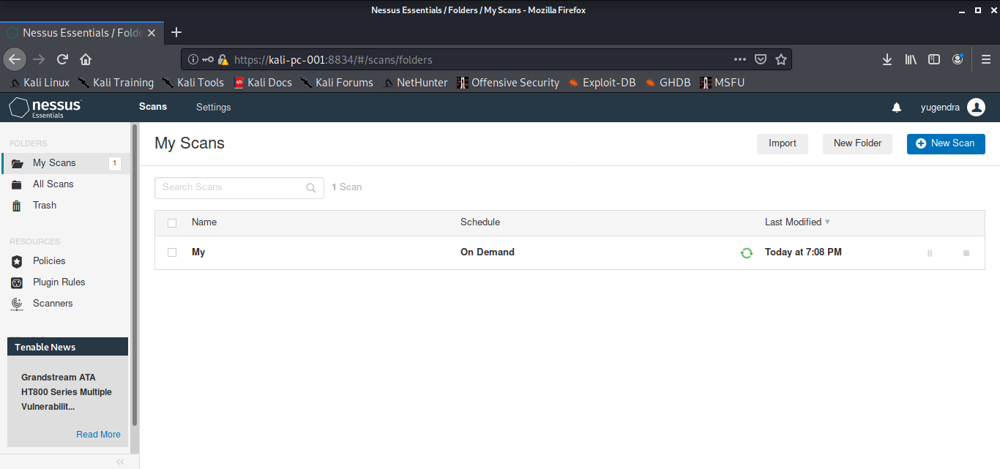 Nessus Essentials / Folders / My Scans - Mozilla Firefox
Nessus Essentials / Folde
https://kali-pc-001:8834/#/scans/folders
Kali Linux Kali Training Kali Tools Kali Docs Kali Forums NetHunter Offensive Security Exploit-DB GHDB MSFU
nessus Essentials Scans Settings yugendra
FOLDERS
My Scans 1
All Scans
Trash
RESOURCES
Policies
Plugin Rules
Scanners
Tenable News
Grandstream ATA
HT800 Series Multiple
Vulnerabilit...
Read More
My Scans Import New Folder New Scan
Search Scans 1 Scan
Name Schedule Last Modified
My On Demand Today at 7:08 PM